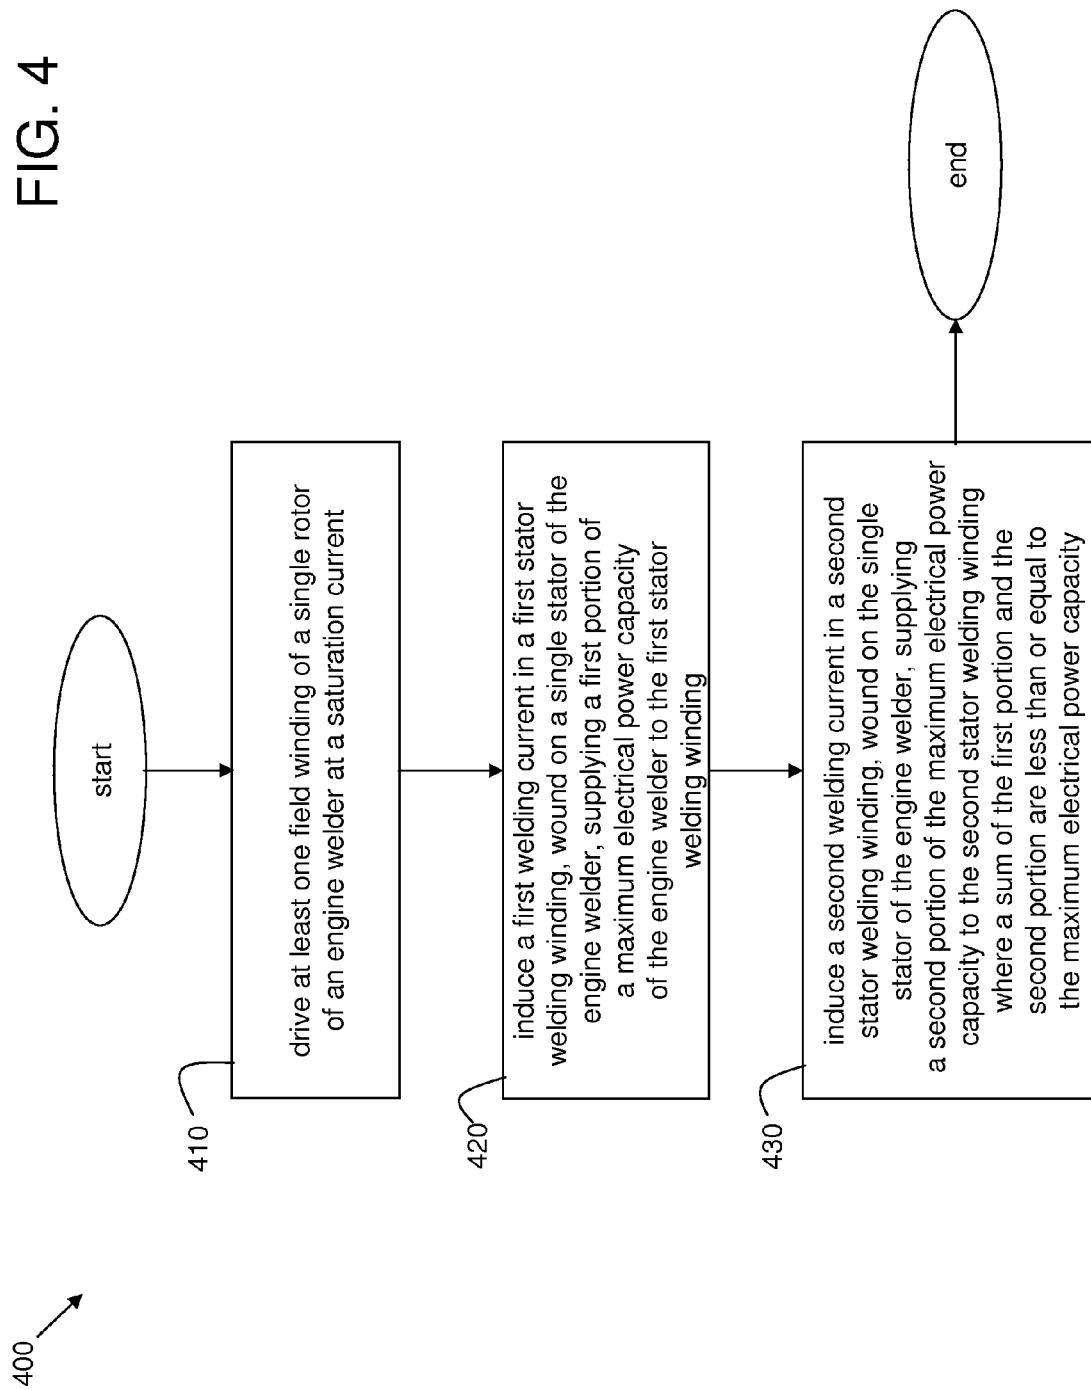 FIG. 4
400
start
410
drive at least one field winding of a single rotor
of an engine welder at a saturation current
420
induce a first welding current in a first stator
welding winding, wound on a single stator of the
engine welder, supplying a first portion of
a maximum electrical power capacity
of the engine welder to the first stator
welding winding
430
induce a second welding current in a second
stator welding winding, wound on the single
stator of the engine welder, supplying
a second portion of the maximum electrical power
capacity to the second stator welding winding
where a sum of the first portion and the
second portion are less than or equal to
the maximum electrical power capacity
end